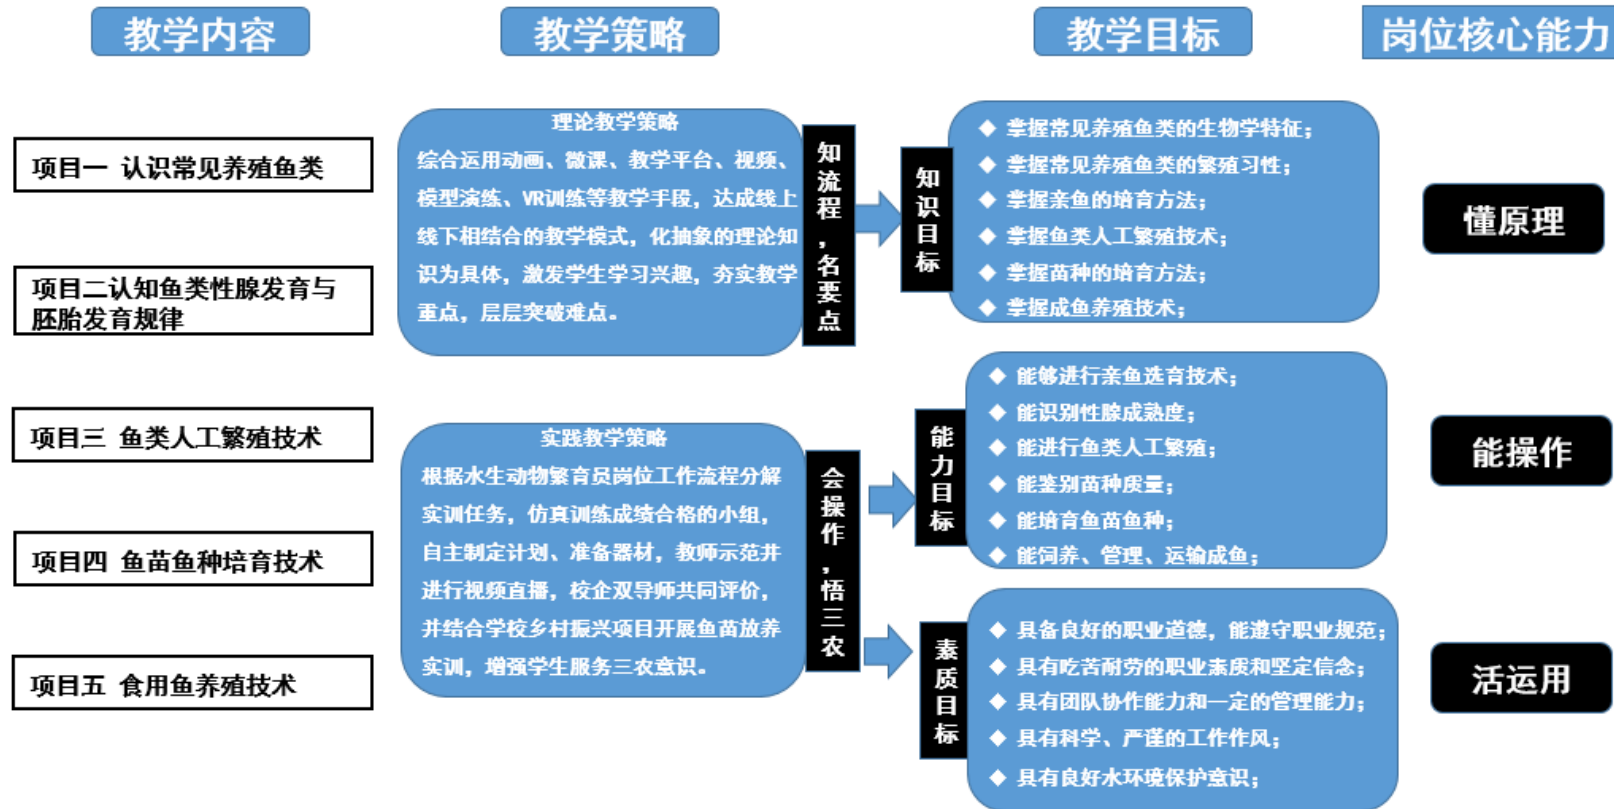 教学内容
教学策略
教学目标
岗位核心能力
项目一 认识常见养殖鱼类
项目二认知鱼类性腺发育与
胚胎发育规律
项目三 鱼类人工繁殖技术
项目四 鱼苗鱼种培育技术
项目五 食用鱼养殖技术
理论教学策略
综合运用动画、微课、教学平台、视频、
模型演练、VR训练等教学手段，达成线上
线下相结合的教学模式，化抽象的理论知
识为具体，激发学生学习兴趣，夯实教学
重点，层层突破难点。
知流程，名要点
实践教学策略
根据水生动物繁育员岗位工作流程分解
实训任务，仿真训练成绩合格的小组，
自主制定计划、准备器材，教师示范并
进行视频直播，校企双导师共同评价，
并结合学校乡村振兴项目开展鱼苗放养
实训，增强学生服务三农意识。
会操作，悟三农
知识目标
◆ 掌握常见养殖鱼类的生物学特征；
◆ 掌握常见养殖鱼类的繁殖习性；
◆ 掌握亲鱼的培育方法；
◆ 掌握鱼类人工繁殖技术；
◆ 掌握苗种的培育方法；
◆ 掌握成鱼养殖技术；
能力目标
◆ 能够进行亲鱼选育技术；
◆ 能识别性腺成熟度；
◆ 能进行鱼类人工繁殖；
◆ 能鉴别苗种质量；
◆ 能培育鱼苗鱼种；
◆ 能饲养、管理、运输成鱼；
素质目标
◆ 具备良好的职业道德，能遵守职业规范；
◆ 具有吃苦耐劳的职业素质和坚定信念；
◆ 具有团队协作能力和一定的管理能力；
◆ 具有科学、严谨的工作作风；
◆ 具有良好水环境保护意识；
懂原理
能操作
活运用